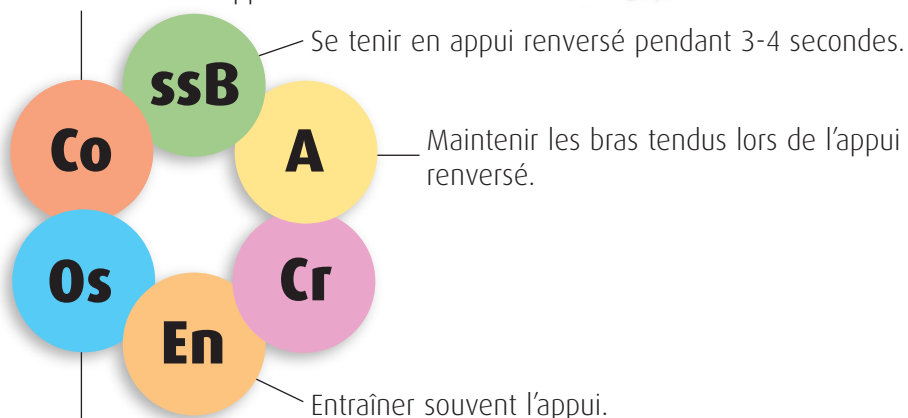 ssB
Se tenir en appui renversé pendant 3-4 secondes.
Co
A
Maintenir les bras tendus lors de l'appui
renversé.
Os
Cr
En
Entraîner souvent l'appui.